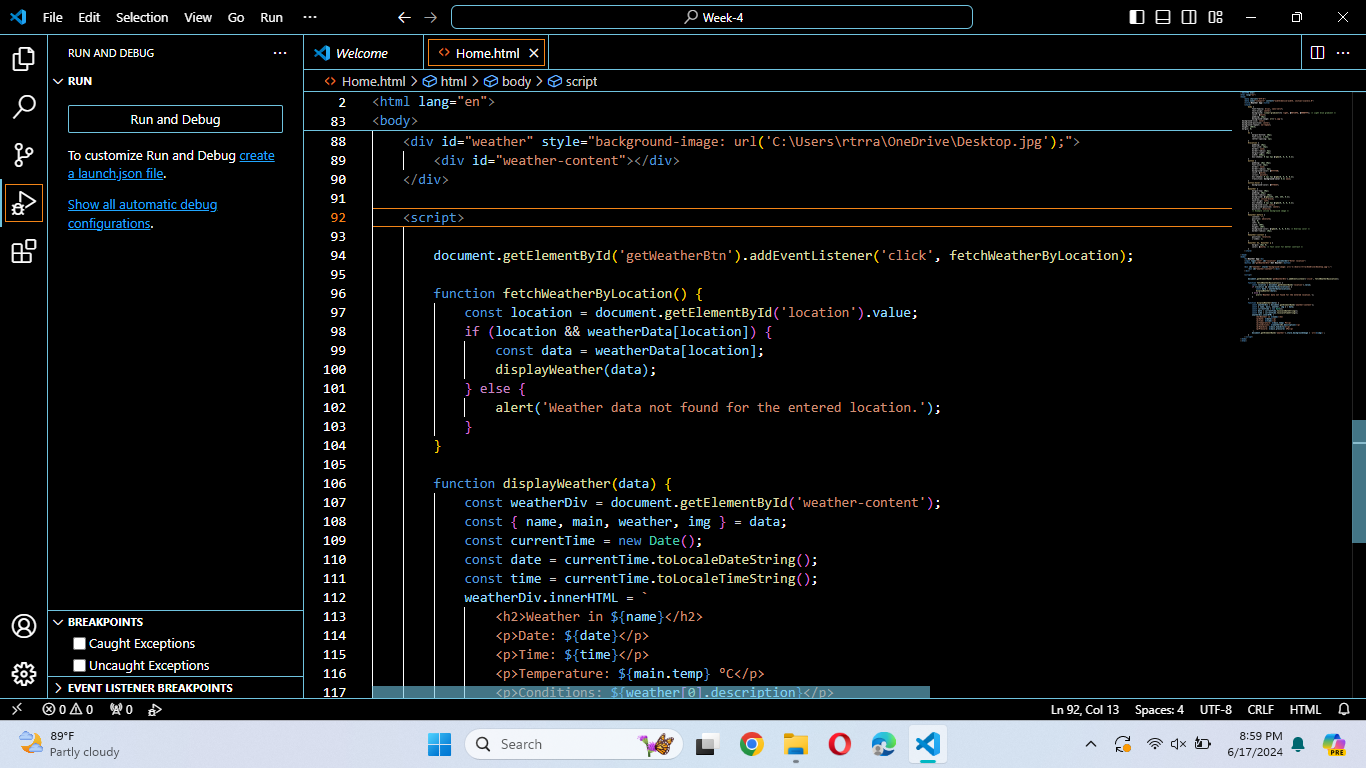 File Edit Selection View Go Run ··· Week-4
RUN AND DEBUG ···
RUN
Run and Debug
To customize Run and Debug create
a launch.json file.
Show all automatic debug
configurations.
BREAKPOINTS
Caught Exceptions
Uncaught Exceptions
EVENT LISTENER BREAKPOINTS
Welcome Home.html
Home.html > html > body > script
2 <html lang="en">
83 <body>
88 <div id="weather" style="background-image: url('C:\Users\rtrra\OneDrive\Desktop.jpg');">
89 <div id="weather-content"></div>
90 </div>
91
92 <script>
93
94 document.getElementById('getWeatherBtn').addEventListener('click', fetchWeatherByLocation);
95
96 function fetchWeatherByLocation() {
97 const location = document.getElementById('location').value;
98 if (location && weatherData[location]) {
99 const data = weatherData[location];
100 displayWeather(data);
101 } else {
102 alert('Weather data not found for the entered location.');
103 }
104 }
105
106 function displayWeather(data) {
107 const weatherDiv = document.getElementById('weather-content');
108 const { name, main, weather, img } = data;
109 const currentTime = new Date();
110 const date = currentTime.toLocaleDateString();
111 const time = currentTime.toLocaleTimeString();
112 weatherDiv.innerHTML = `
113 <h2>Weather in ${name}</h2>
114 <p>Date: ${date}</p>
115 <p>Time: ${time}</p>
116 <p>Temperature: ${main.temp} °C</p>
117 <p>Conditions: ${weather[0].description}</p>
0 0 0 Ln 92, Col 13 Spaces: 4 UTF-8 CRLF HTML
89°F
Partly cloudy
Search
8:59 PM
6/17/2024
PRE